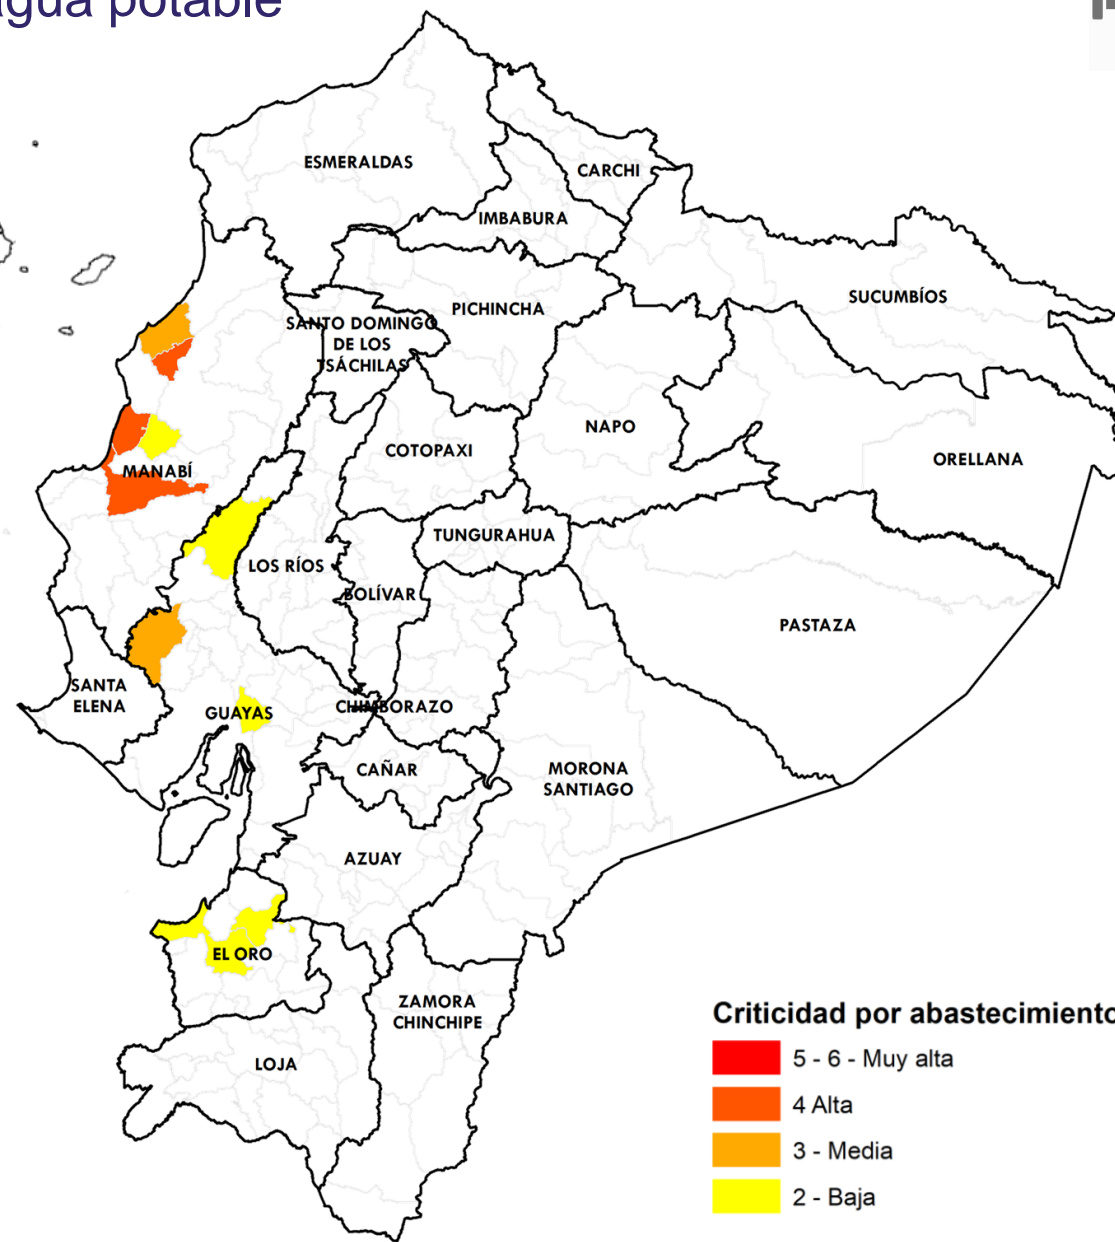 agua potable
ESMERALDAS
CARCHI
IMBABURA
SUCUMBÍOS
PICHINCHA
SANTO DOMINGO
DE LOS
TSÁCHILAS
NAPO
COTOPAXI
ORELLANA
MANABÍ
TUNGURAHUA
LOS RÍOS
BOLÍVAR
PASTAZA
SANTA
ELENA
GUAYAS
CHIMBORAZO
CAÑAR
MORONA
SANTIAGO
AZUAY
EL ORO
ZAMORA
CHINCHIPE
LOJA
Criticidad por abastecimiento
5 - 6 - Muy alta
4 Alta
3 - Media
2 - Baja